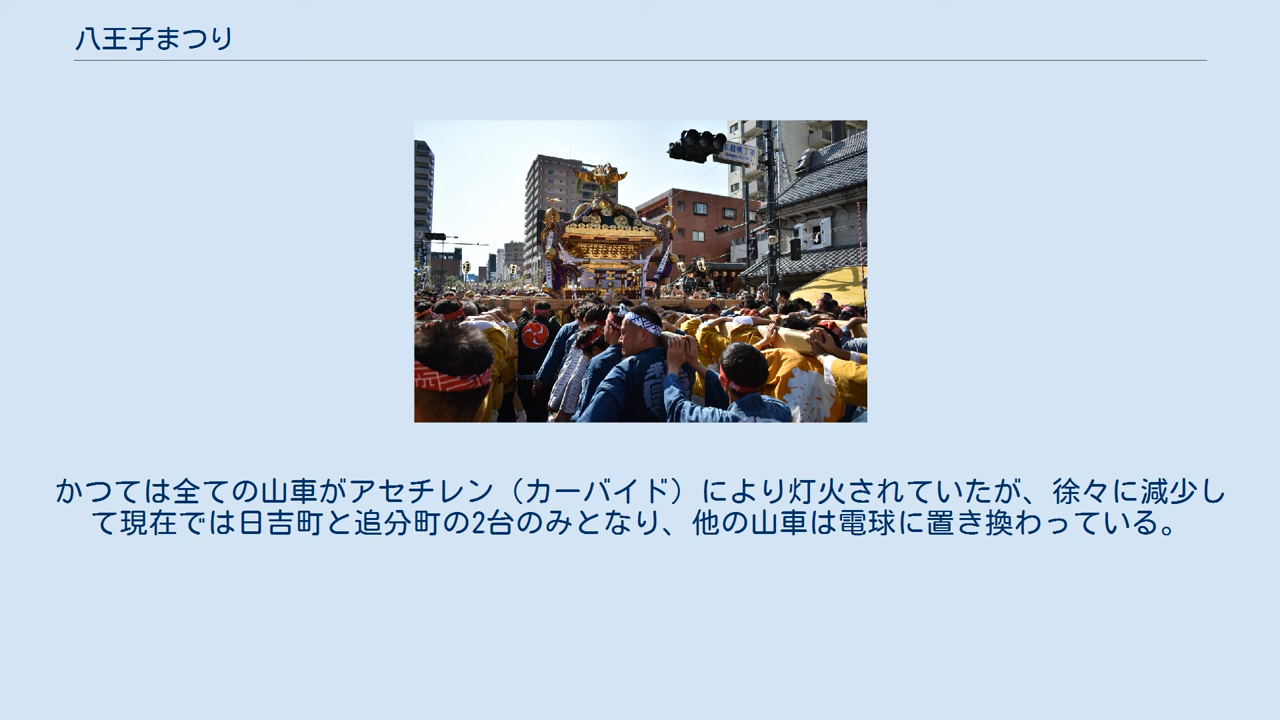 八王子まつり
かつては全ての山車がアセチレン（カーバイド）により灯火されていたが、徐々に減少し
て現在では日吉町と追分町の2台のみとなり、他の山車は電球に置き換わっている。